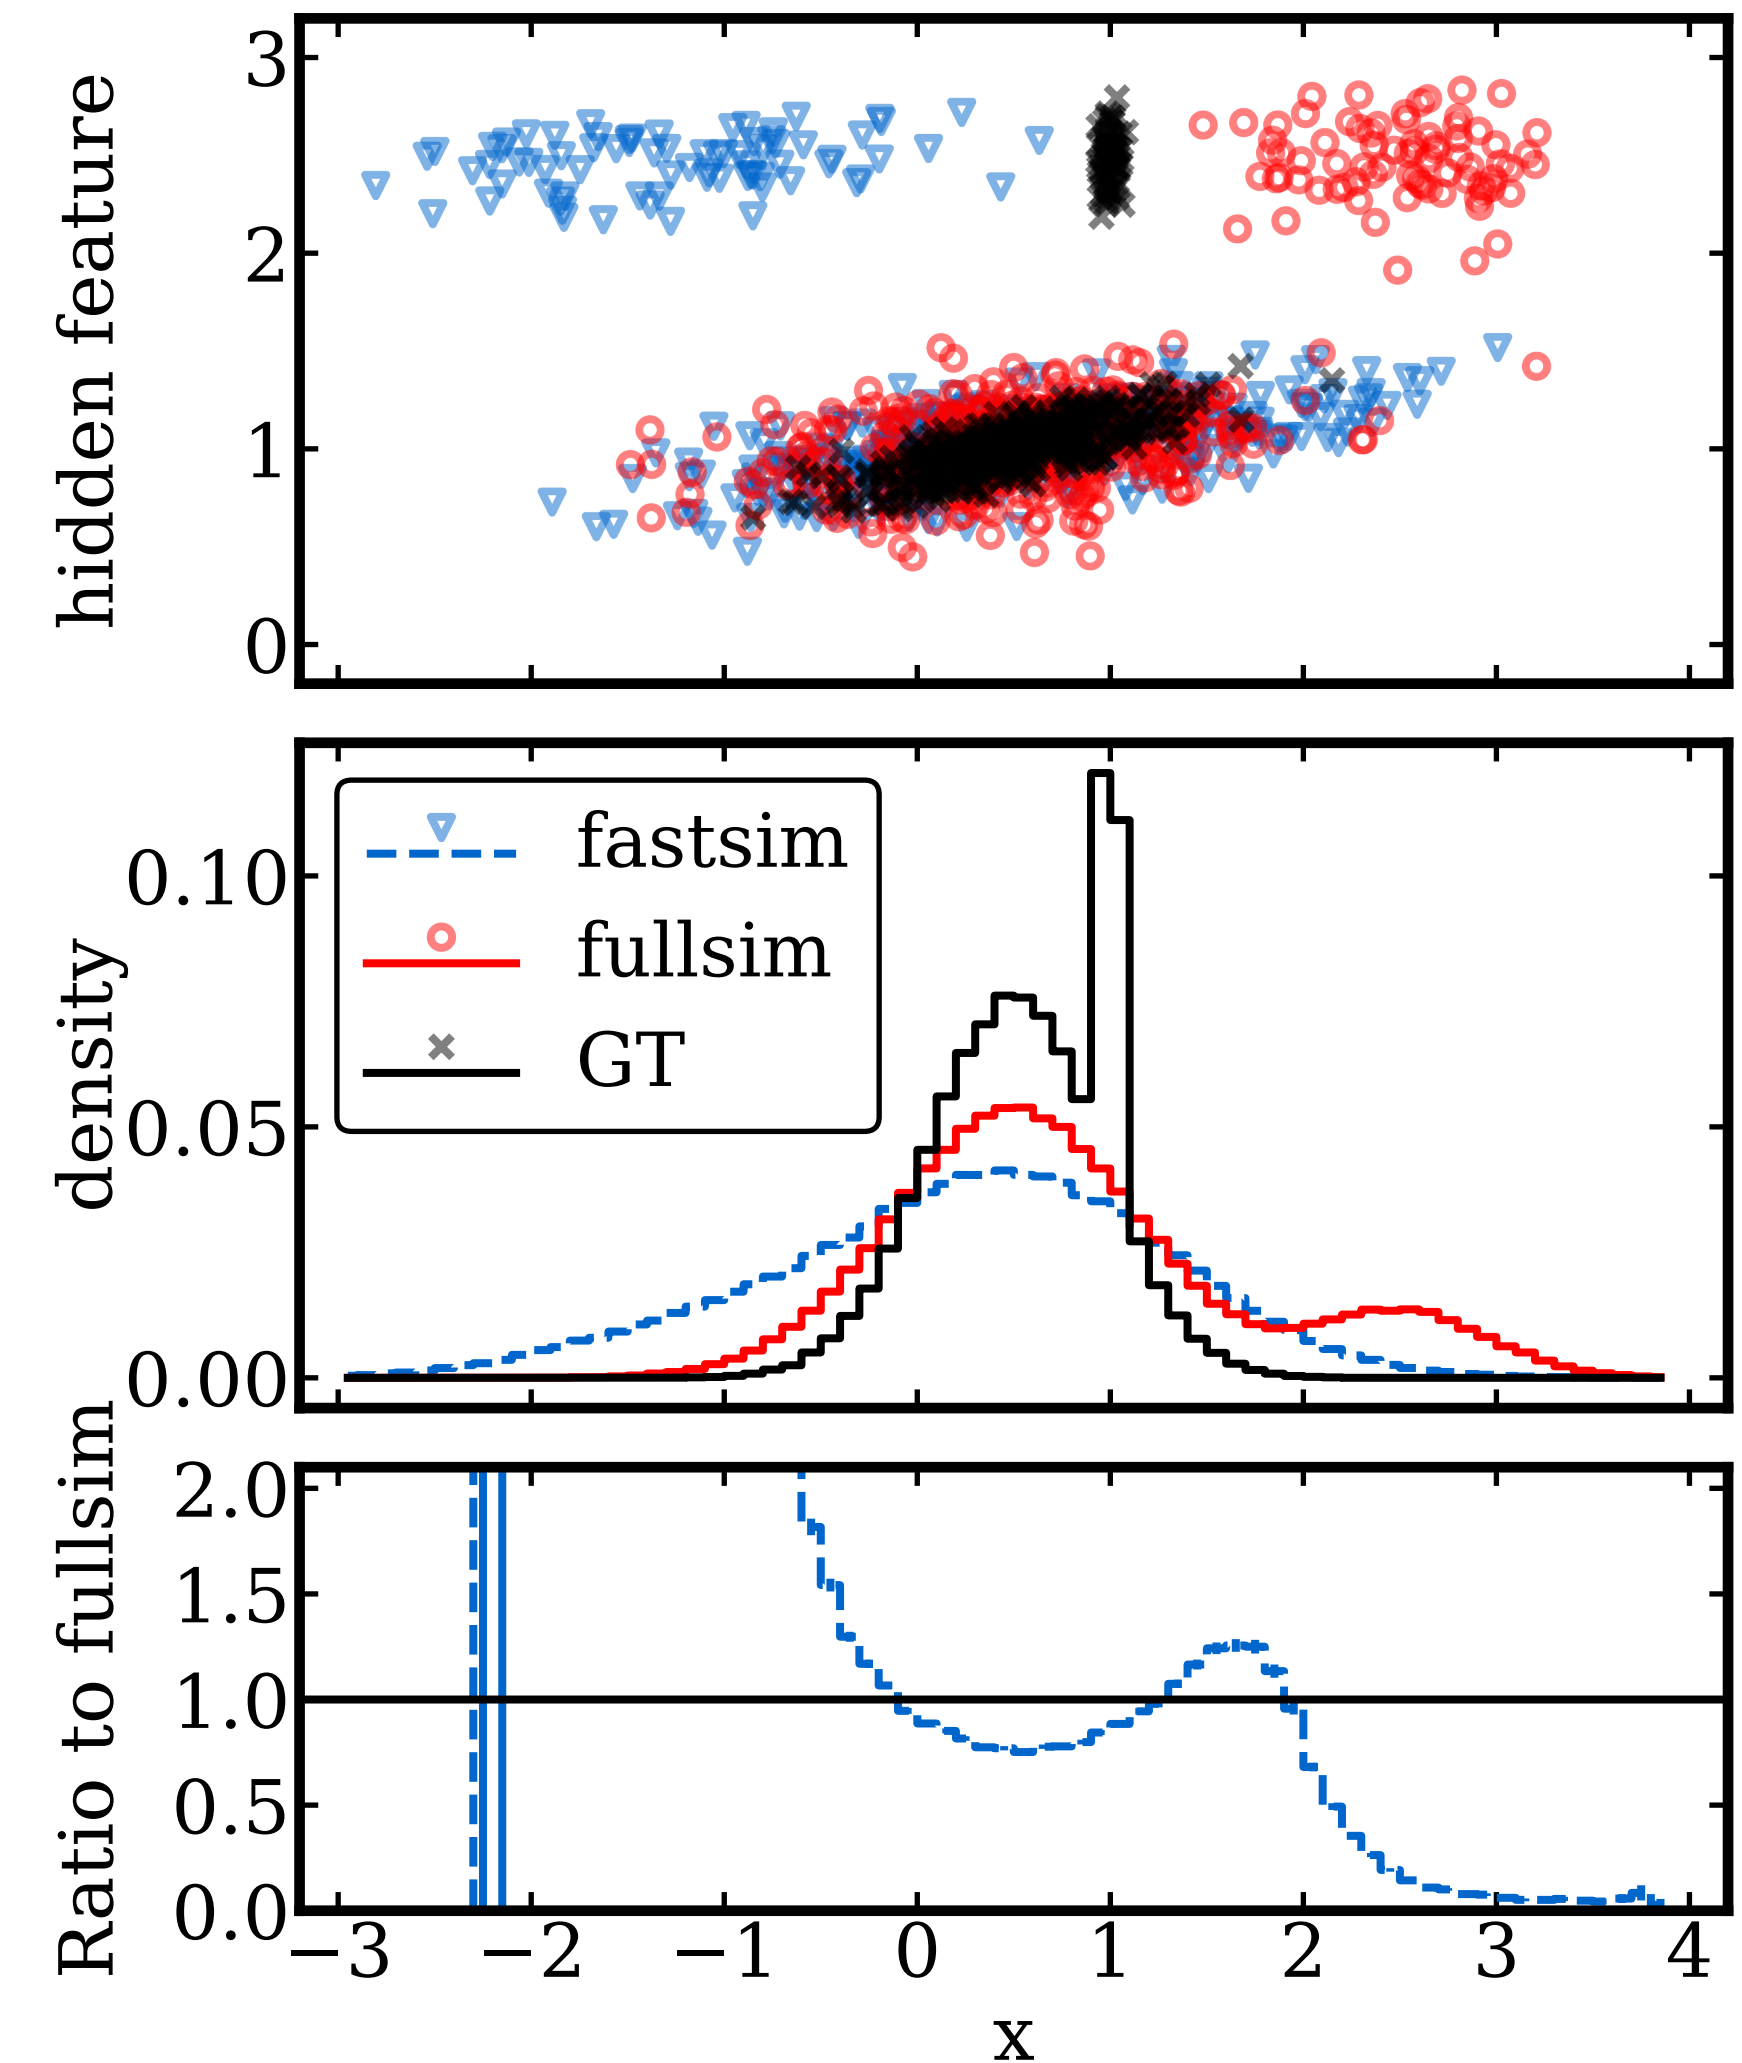 hidden feature
3
2
1
0
density
0.10
0.05
0.00
fastsim
fullsim
GT
Ratio to fullsim
2.0
1.5
1.0
0.5
0.0
−3 −2 −1 0 1 2 3 4
x